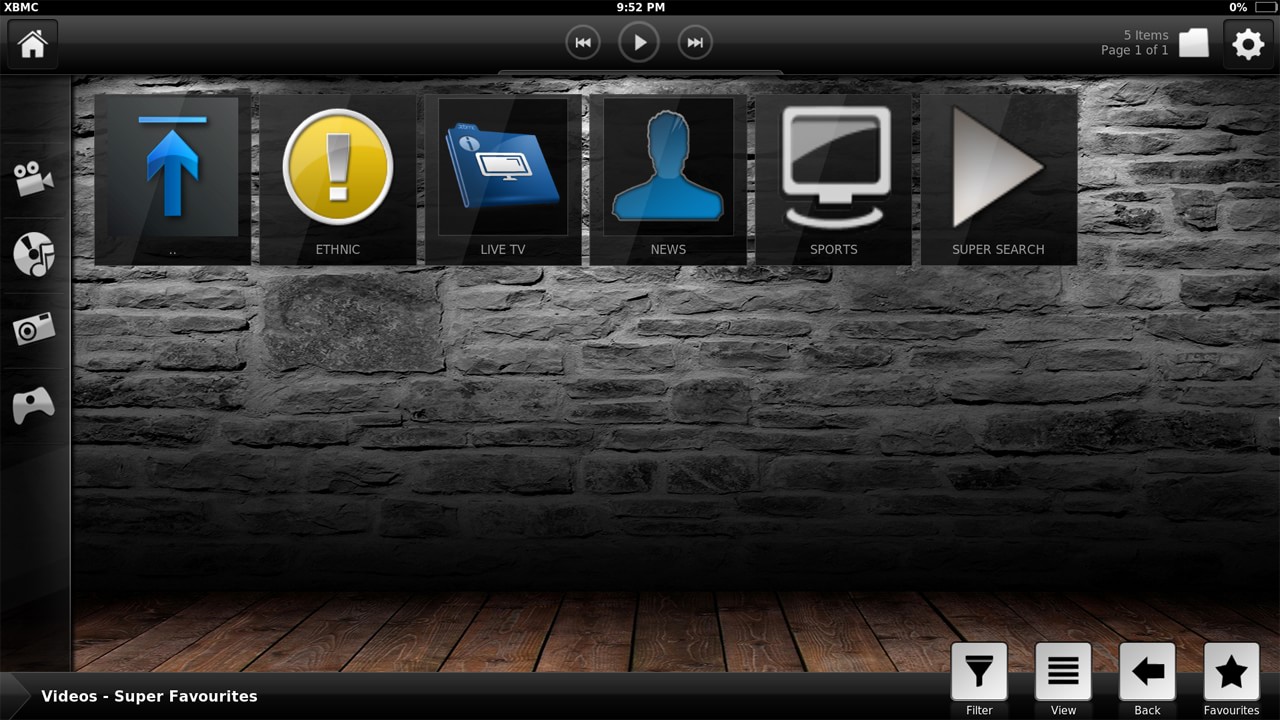 XBMC
9:52 PM
0%
5 Items
Page 1 of 1
..
ETHNIC
LIVE TV
NEWS
SPORTS
SUPER SEARCH
Videos - Super Favourites
Filter
View
Back
Favourites